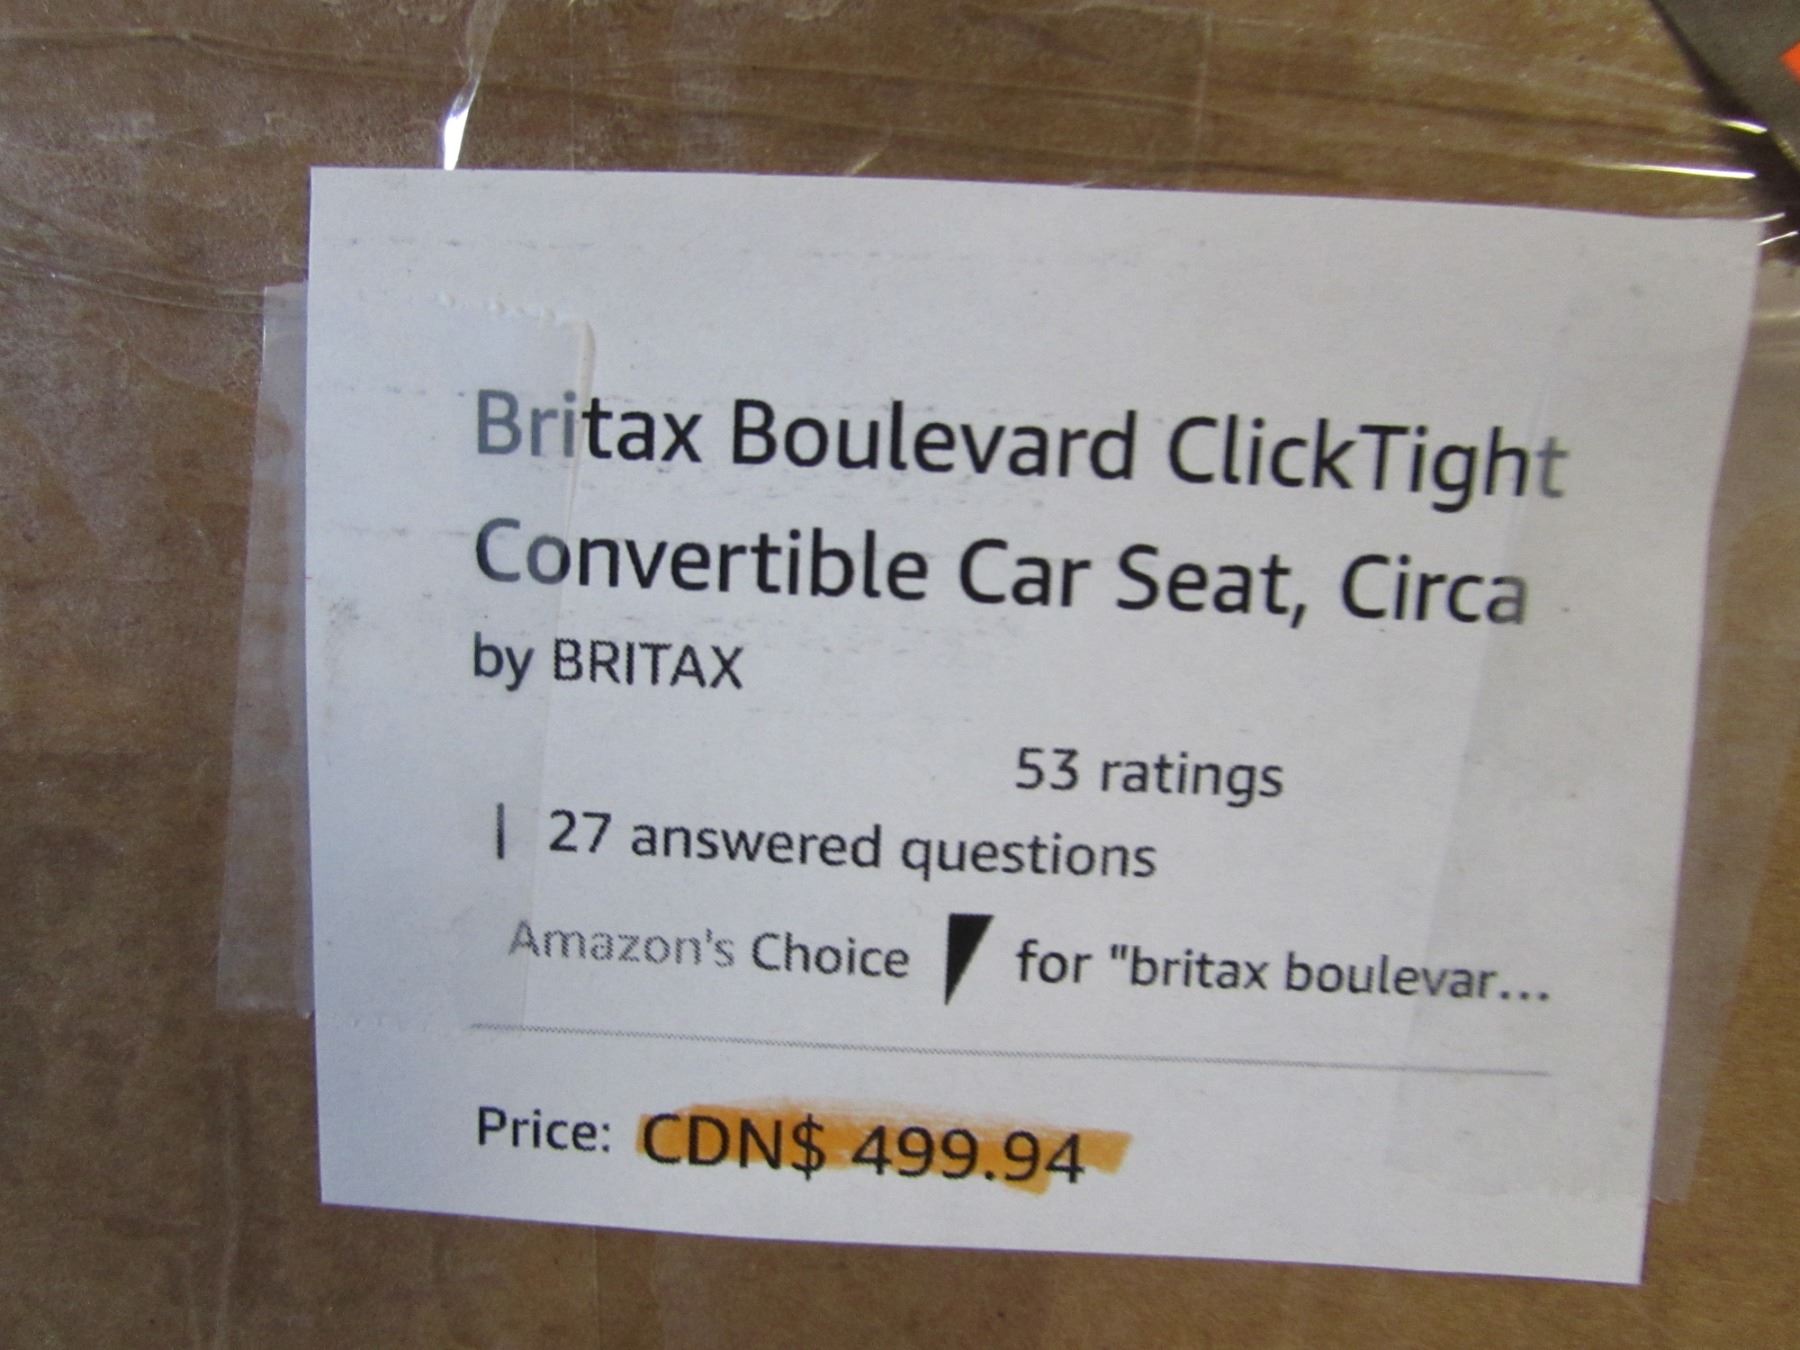 Britax Boulevard ClickTight
Convertible Car Seat, Circa
by BRITAX
53 ratings
| 27 answered questions
Amazon's Choice for "britax boulevar...
Price: CDN$ 499.94